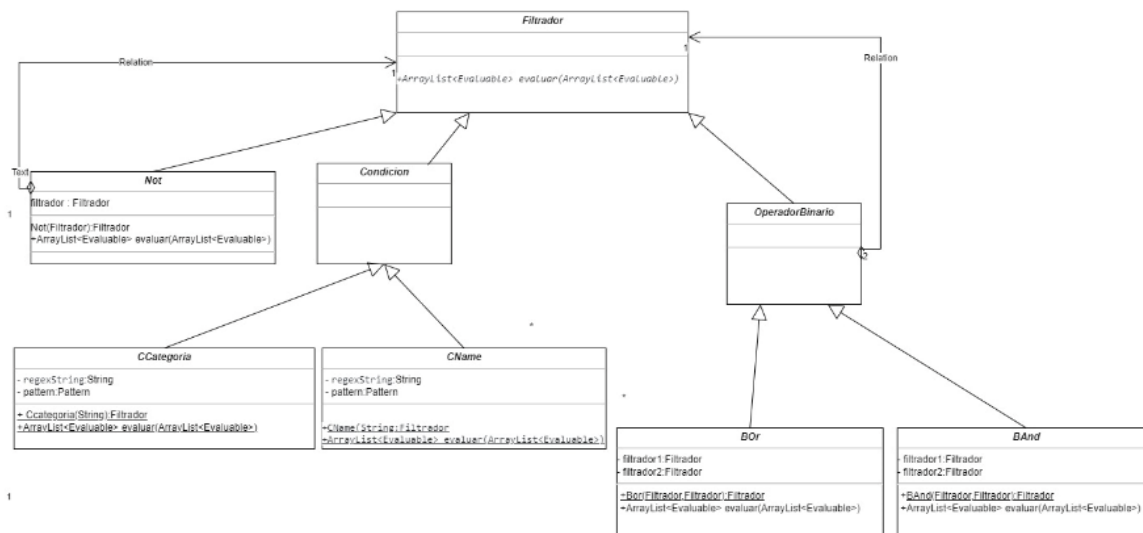 Filtrador
1
1
+ArrayList<Evaluable> evaluar(ArrayList<Evaluable>)
Relation
Relation
Text
Not
filtrador : Filtrador
Not(Filtrador):Filtrador
+ArrayList<Evaluable> evaluar(ArrayList<Evaluable>)
1
Condicion
OperadorBinario
2
CCategoria
- regexString:String
- pattern:Pattern
+ Ccategoria(String):Filtrador
+ArrayList<Evaluable> evaluar(ArrayList<Evaluable>)
CName
- regexString:String
- pattern:Pattern
+CName(String:Filtrador
+ArrayList<Evaluable> evaluar(ArrayList<Evaluable>)
BOr
- filtrador1:Filtrador
- filtrador2:Filtrador
+Bor(Filtrador,Filtrador):Filtrador
+ArrayList<Evaluable> evaluar(ArrayList<Evaluable>)
BAnd
- filtrador1:Filtrador
- filtrador2:Filtrador
+BAnd(Filtrador,Filtrador):Filtrador
+ArrayList<Evaluable> evaluar(ArrayList<Evaluable>)
1